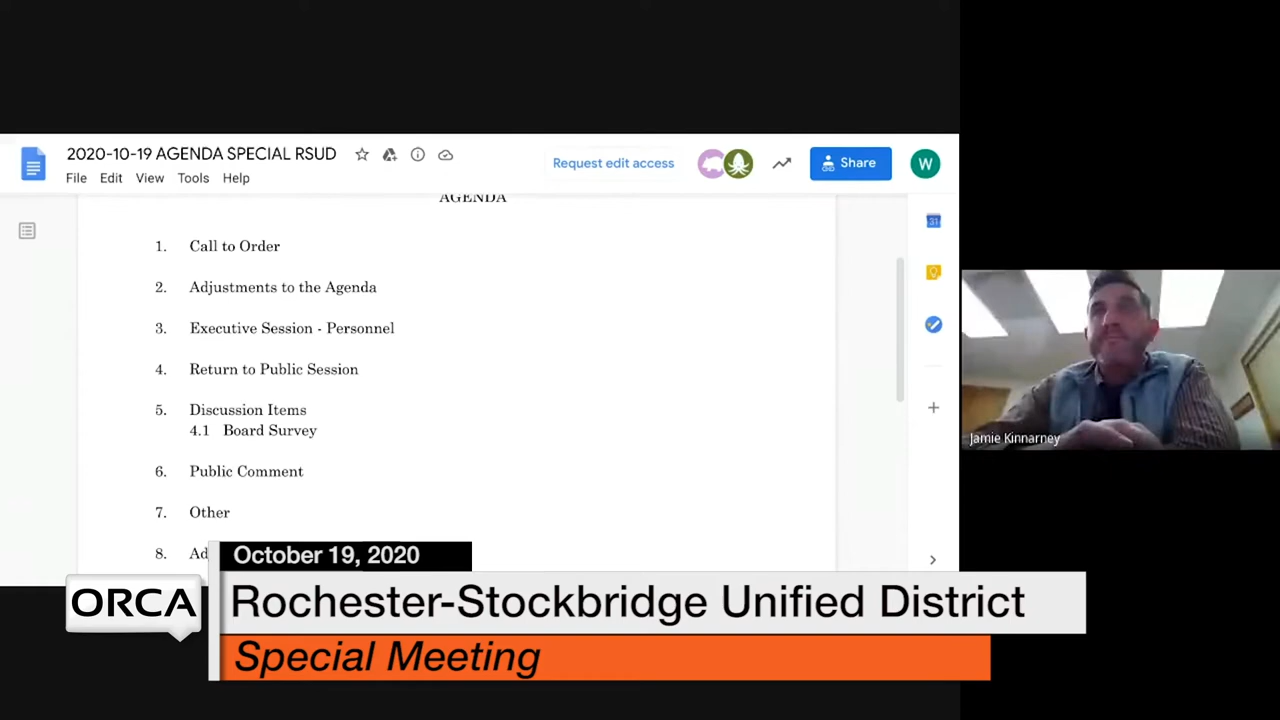 2020-10-19 AGENDA SPECIAL RSUD
File Edit View Tools Help
Request edit access
Share
W
AGENDA
31
1. Call to Order
2. Adjustments to the Agenda
3. Executive Session - Personnel
4. Return to Public Session
5. Discussion Items
4.1 Board Survey
6. Public Comment
7. Other
8. Ad
Jamie Kinnarney
October 19, 2020
ORCA
Rochester-Stockbridge Unified District
Special Meeting